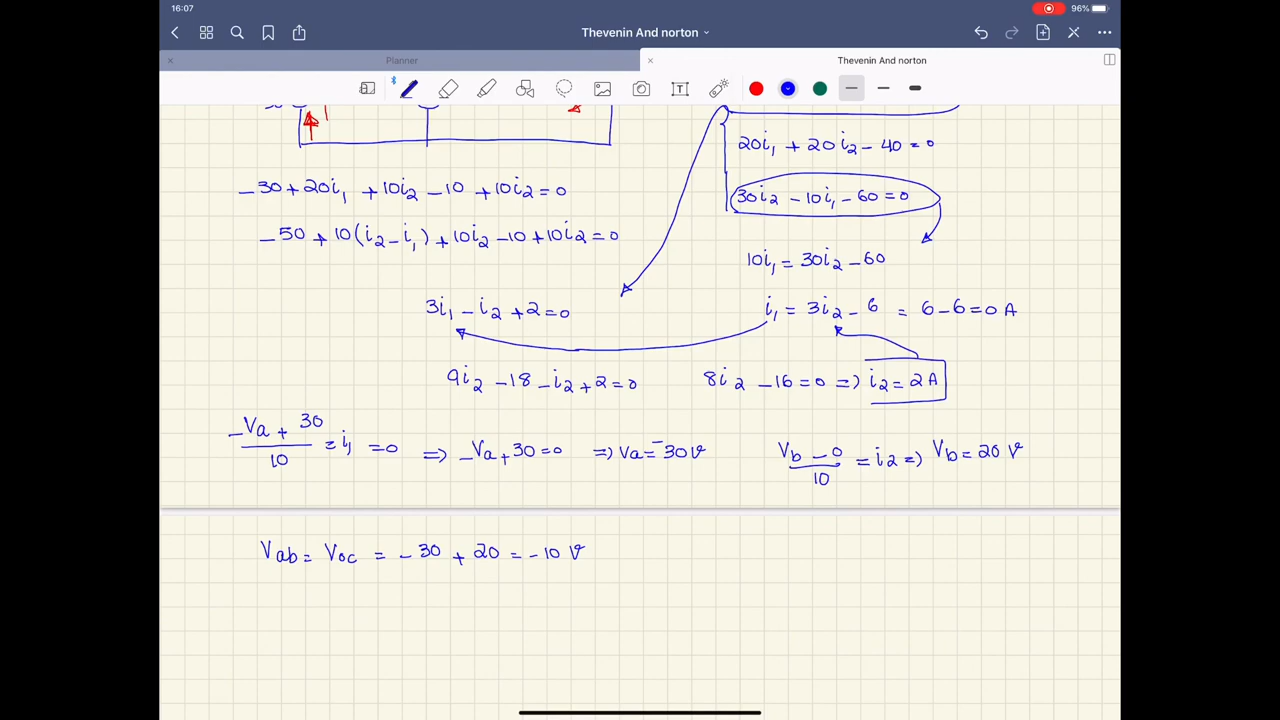 16:07
96%
Thevenin And norton
Planner
Thevenin And norton
20i₁ + 20i₂ - 40 = 0
-30 + 20i₁ + 10i₂ - 10 + 10i₂ = 0
30i₂ - 10i₁ - 60 = 0
-50 + 10(i₂ - i₁) + 10i₂ - 10 + 10i₂ = 0
10i₁ = 30i₂ - 60
3i₁ - i₂ + 2 = 0
i₁ = 3i₂ - 6 = 6 - 6 = 0 A
9i₂ - 18 - i₂ + 2 = 0
8i₂ - 16 = 0 => i₂ = 2 A
(-Va + 30)/10 = i₁ = 0 => -Va + 30 = 0 => Va = -30 V
(Vb - 0)/10 = i₂ => Vb = 20 V
Vab = Voc = -30 + 20 = -10 V